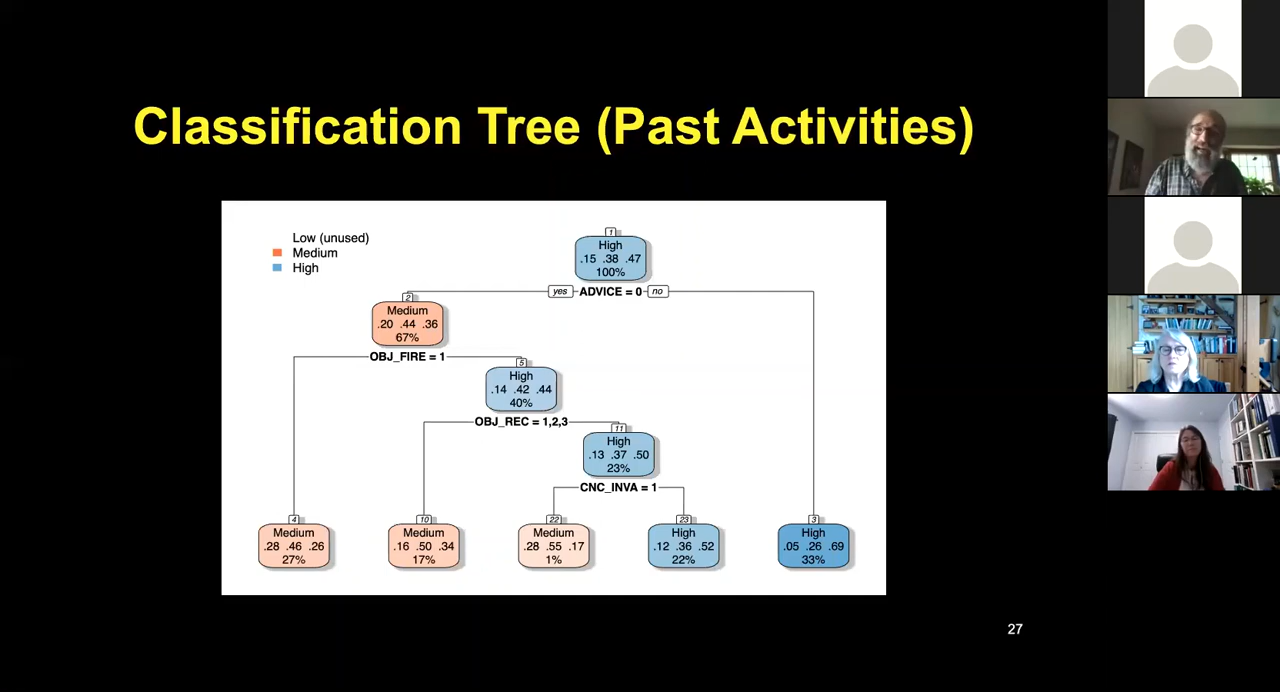 Classification Tree (Past Activities)
Low (unused)
Medium
High
1
High
.15 .38 .47
100%
yes ADVICE = 0 no
2
Medium
.20 .44 .36
67%
OBJ_FIRE = 1
5
High
.14 .42 .44
40%
OBJ_REC = 1,2,3
11
High
.13 .37 .50
23%
CNC_INVA = 1
4
Medium
.28 .46 .26
27%
10
Medium
.16 .50 .34
17%
22
Medium
.28 .55 .17
1%
23
High
.12 .36 .52
22%
3
High
.05 .26 .69
33%
27